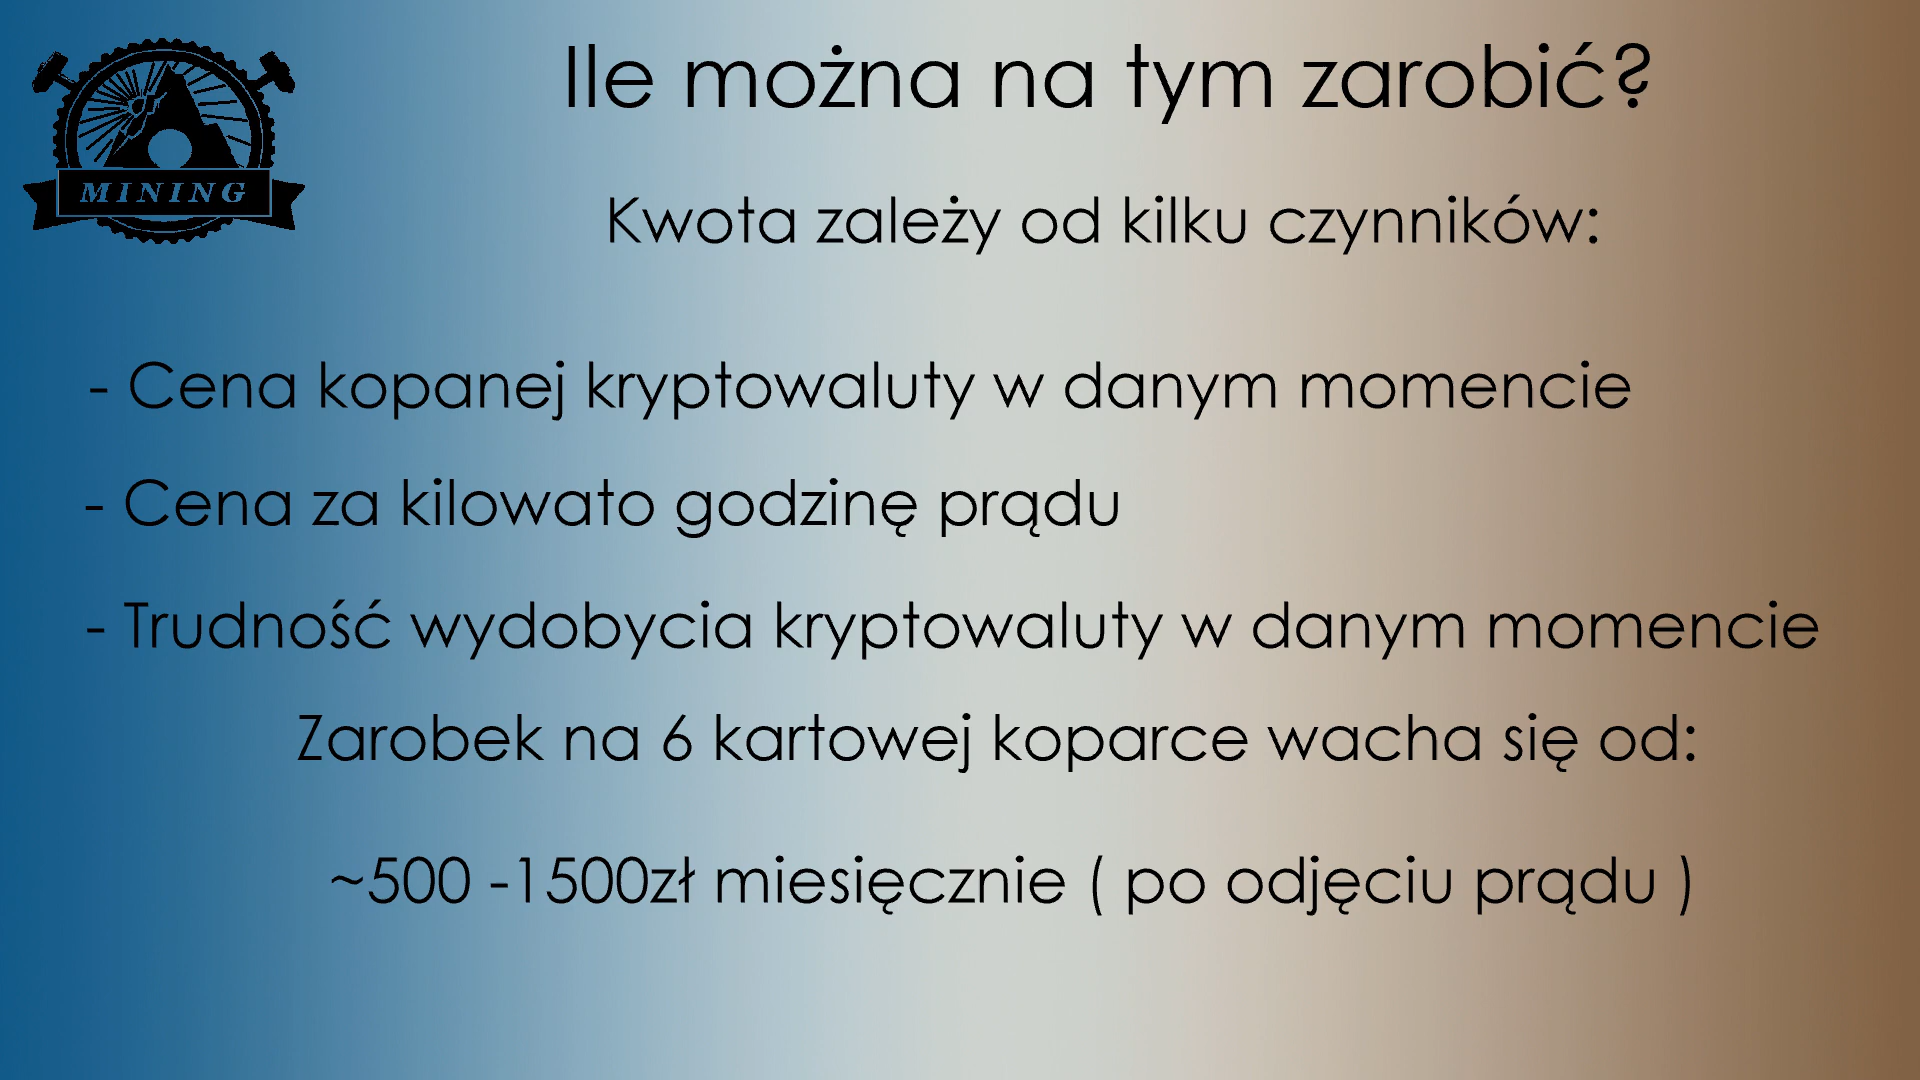 MINING
Ile można na tym zarobić?
Kwota zależy od kilku czynników:
- Cena kopanej kryptowaluty w danym momencie
- Cena za kilowato godzinę prądu
- Trudność wydobycia kryptowaluty w danym momencie
Zarobek na 6 kartowej koparce wacha się od:
~500 -1500zł miesięcznie ( po odjęciu prądu )